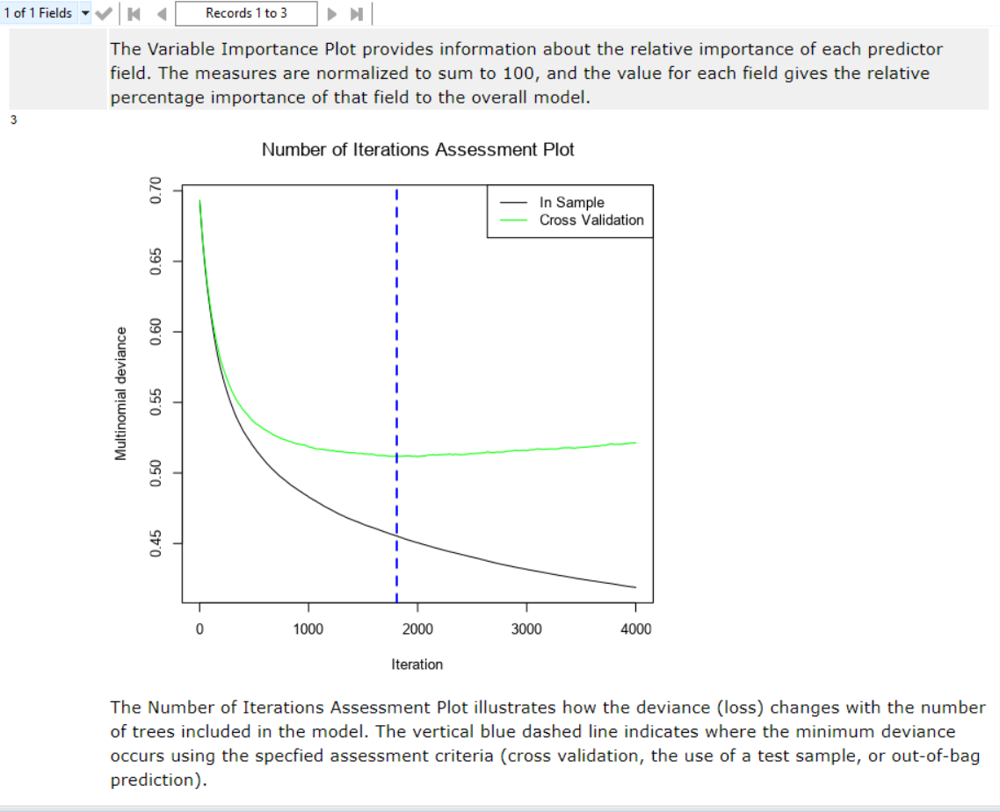 1 of 1 Fields
Records 1 to 3
The Variable Importance Plot provides information about the relative importance of each predictor
field. The measures are normalized to sum to 100, and the value for each field gives the relative
percentage importance of that field to the overall model.
3
Number of Iterations Assessment Plot
In Sample
Cross Validation
0.70
0.65
0.60
0.55
0.50
0.45
Multinomial deviance
0 1000 2000 3000 4000
Iteration
The Number of Iterations Assessment Plot illustrates how the deviance (loss) changes with the number
of trees included in the model. The vertical blue dashed line indicates where the minimum deviance
occurs using the specfied assessment criteria (cross validation, the use of a test sample, or out-of-bag
prediction).